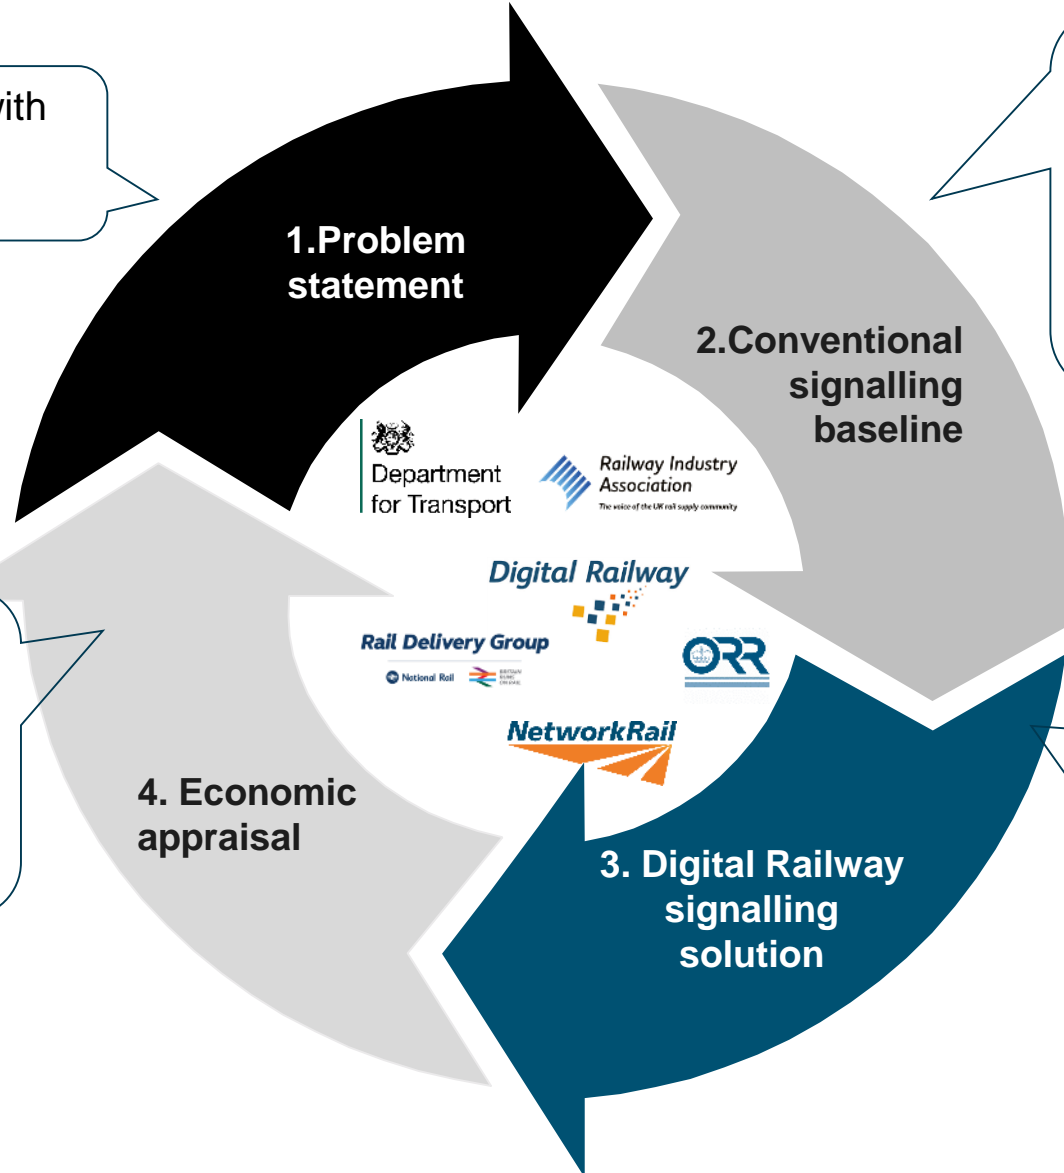 with
1.Problem
statement
2.Conventional
signalling
baseline
Department
for Transport
Railway Industry
Association
The voice of the UK rail supply community
Digital Railway
Rail Delivery Group
National Rail
ORR
NetworkRail
4. Economic
appraisal
3. Digital Railway
signalling
solution